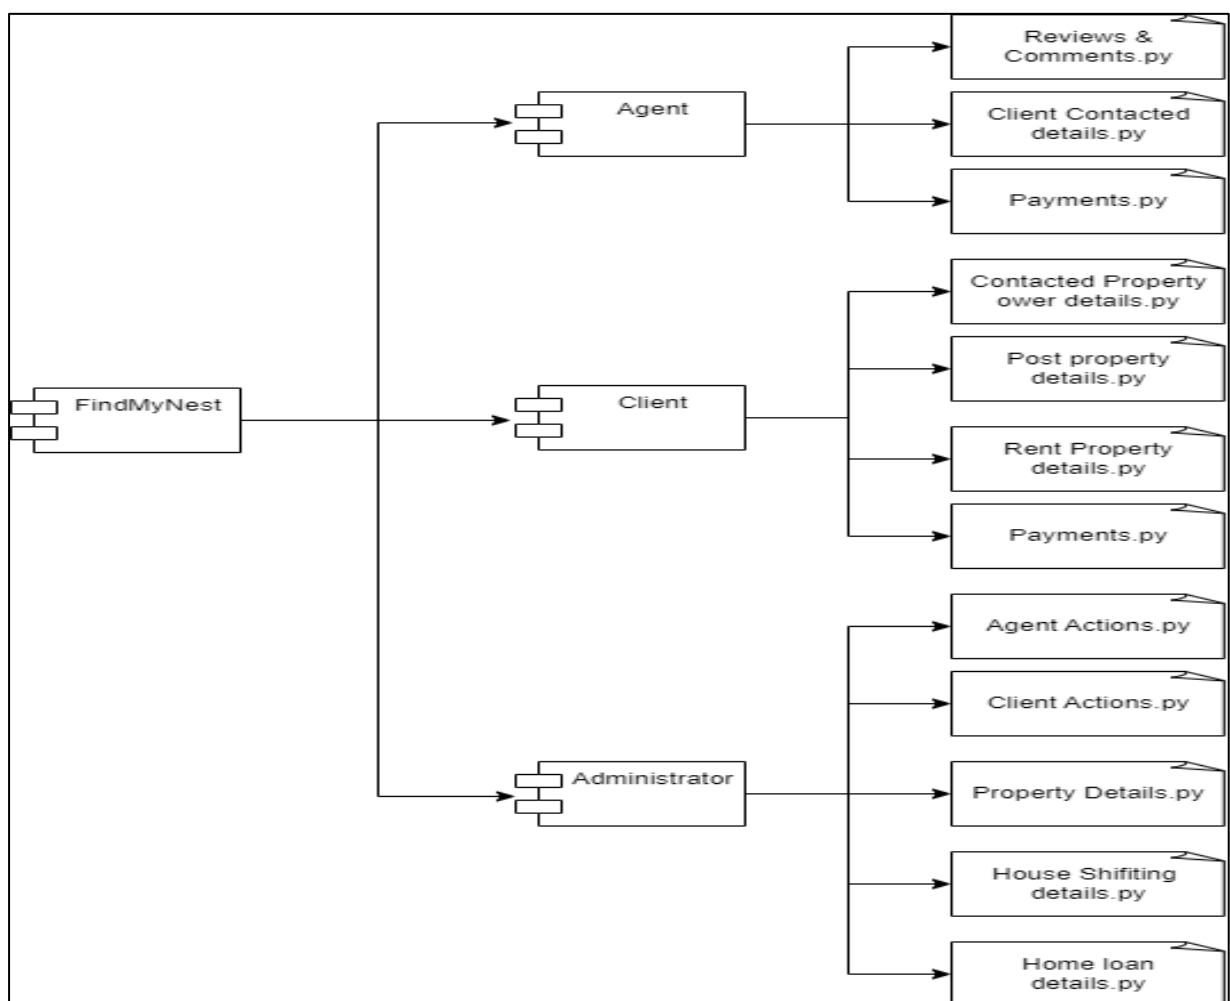 Reviews &
Comments.py
Agent
Client Contacted
details.py
Payments.py
Contacted Property
ower details.py
Post property
details.py
FindMyNest
Client
Rent Property
details.py
Payments.py
Agent Actions.py
Client Actions.py
Administrator
Property Details.py
House Shifiting
details.py
Home loan
details.py